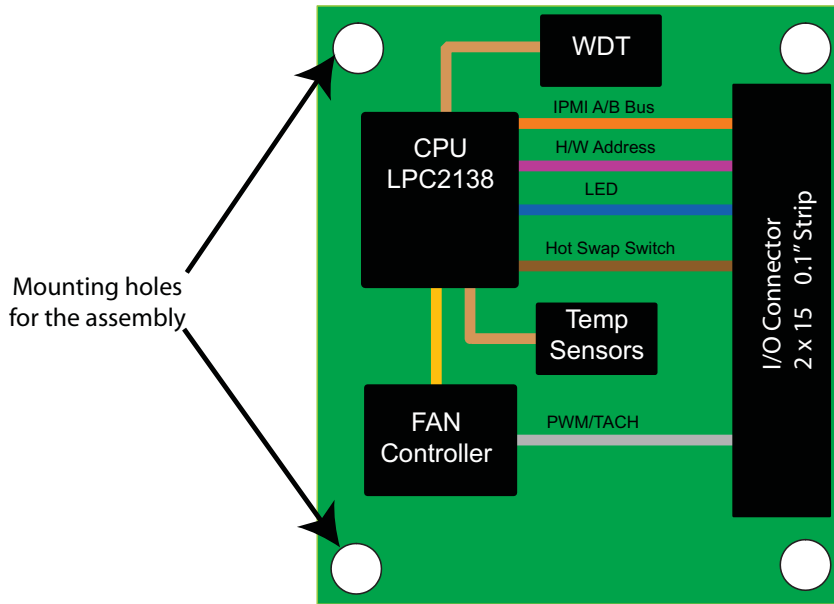 WDT
IPMI A/B Bus
CPU
LPC2138
H/W Address
LED
Hot Swap Switch
Mounting holes
for the assembly
Temp
Sensors
I/O Connector
2 x 15   0.1” Strip
FAN
Controller
PWM/TACH